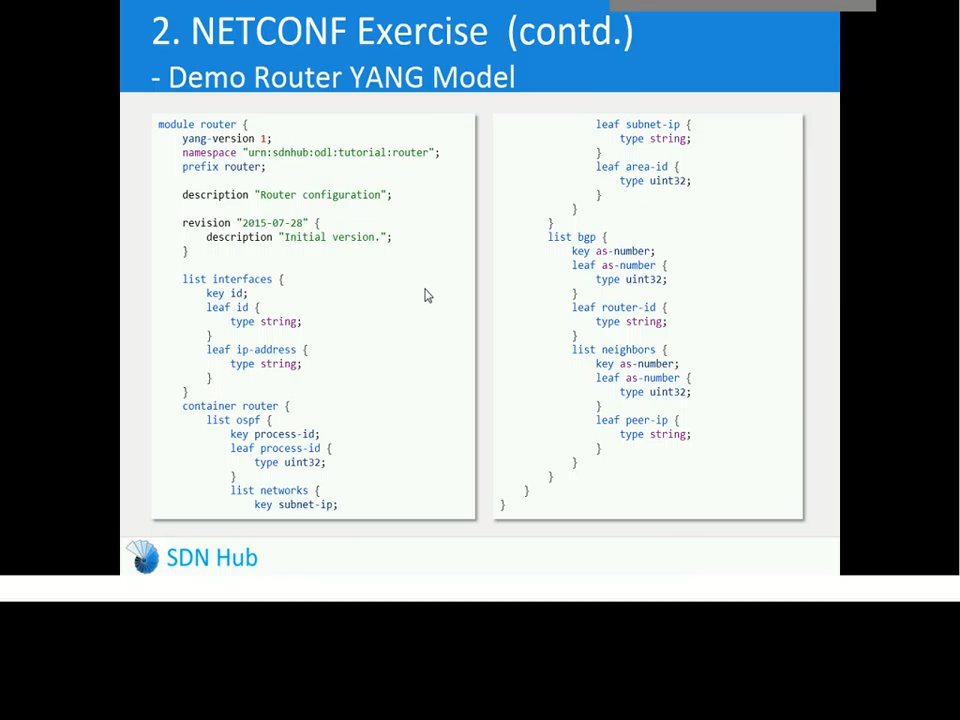 2. NETCONF Exercise (contd.)
- Demo Router YANG Model
module router {
yang-version 1;
namespace "urn:sdnhub:odl:tutorial:router";
prefix router;
description "Router configuration";
revision "2015-07-28" {
description "Initial version.";
}
list interfaces {
key id;
leaf id {
type string;
}
leaf ip-address {
type string;
}
}
container router {
list ospf {
key process-id;
leaf process-id {
type uint32;
}
list networks {
key subnet-ip;
leaf subnet-ip {
type string;
}
leaf area-id {
type uint32;
}
}
}
list bgp {
key as-number;
leaf as-number {
type uint32;
}
leaf router-id {
type string;
}
list neighbors {
key as-number;
leaf as-number {
type uint32;
}
leaf peer-ip {
type string;
}
}
}
}
}
SDN Hub